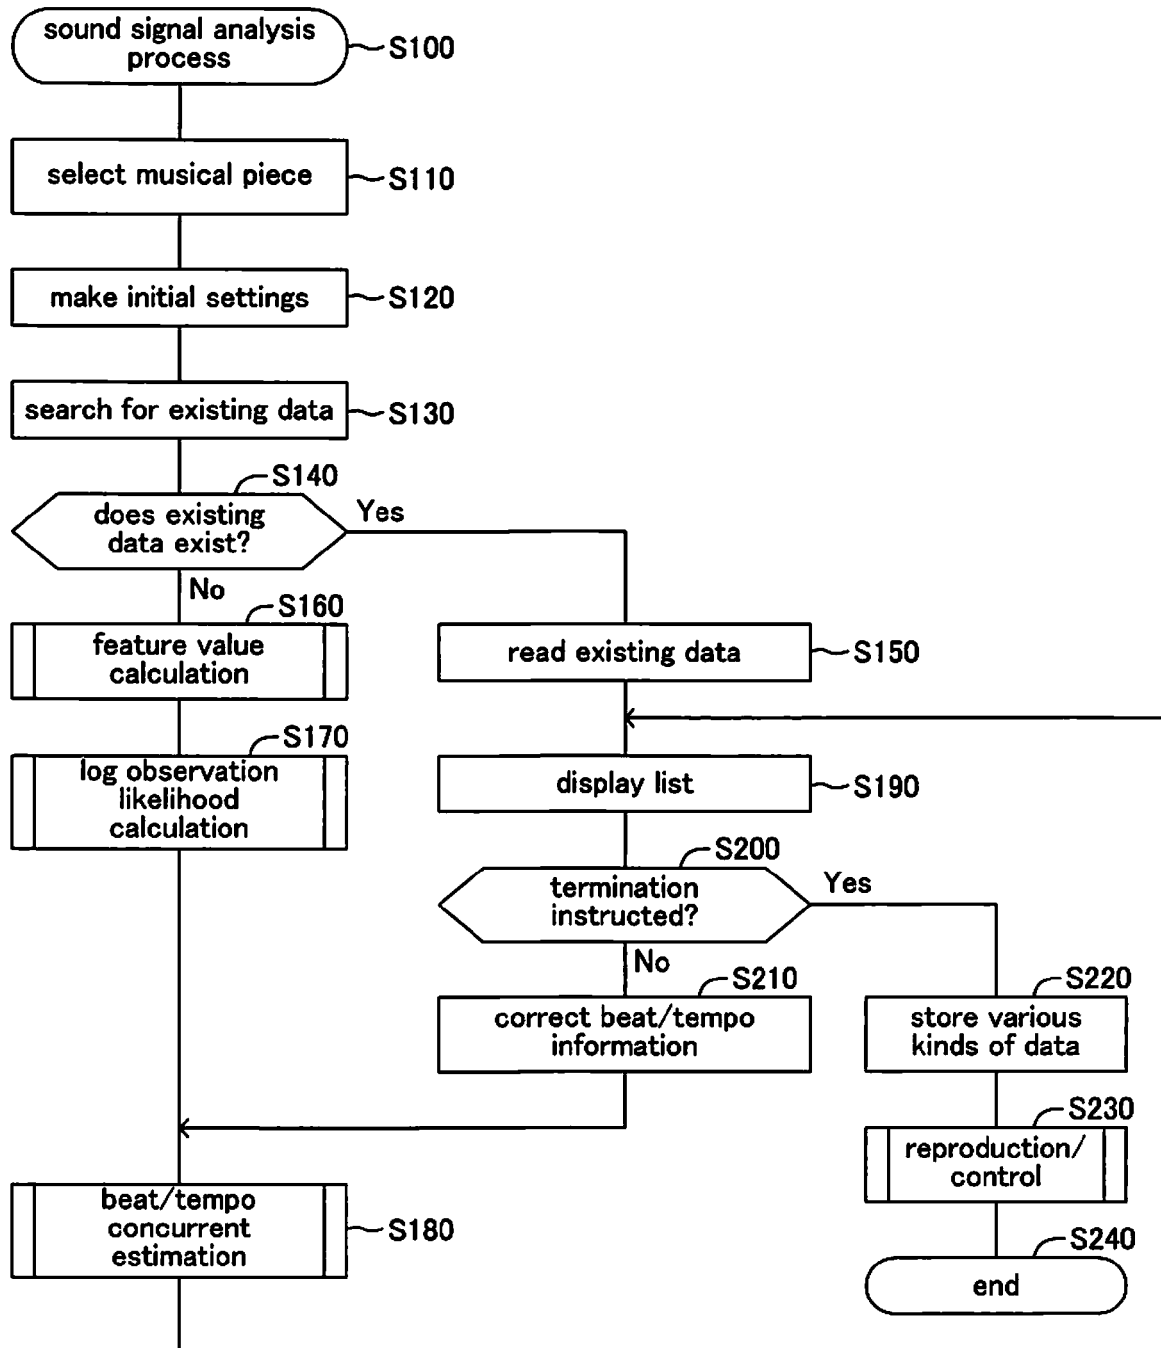 sound signal analysis
process
S100
select musical piece
S110
make initial settings
S120
search for existing data
S130
S140
does existing
data exist?
Yes
No
S160
feature value
calculation
read existing data
S150
S170
log observation
likelihood
calculation
display list
S190
S200
termination
instructed?
Yes
No
S210
correct beat/tempo
information
S220
store various
kinds of data
S230
reproduction/
control
beat/tempo
concurrent
estimation
S180
S240
end